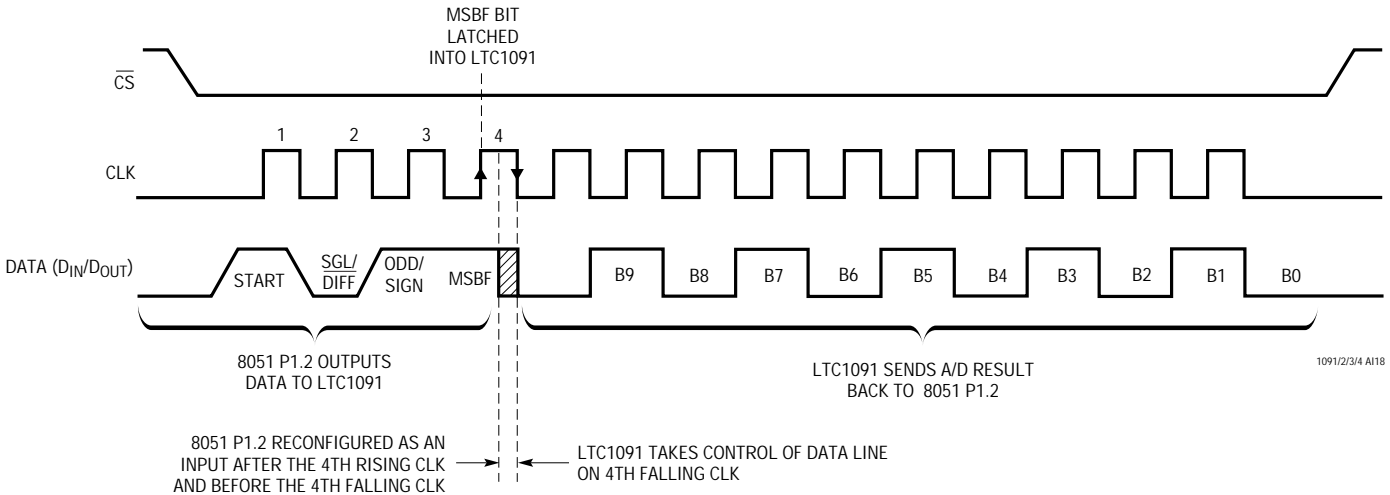 MSBF BIT
LATCHED
INTO LTC1091
CS
1 2 3 4
CLK
DATA (DIN/DOUT)
START
SGL/
DIFF
ODD/
SIGN
MSBF
B9 B8 B7 B6 B5 B4 B3 B2 B1 B0
8051 P1.2 OUTPUTS
DATA TO LTC1091
LTC1091 SENDS A/D RESULT
BACK TO 8051 P1.2
1091/2/3/4 AI18
8051 P1.2 RECONFIGURED AS AN
INPUT AFTER THE 4TH RISING CLK
AND BEFORE THE 4TH FALLING CLK
LTC1091 TAKES CONTROL OF DATA LINE
ON 4TH FALLING CLK